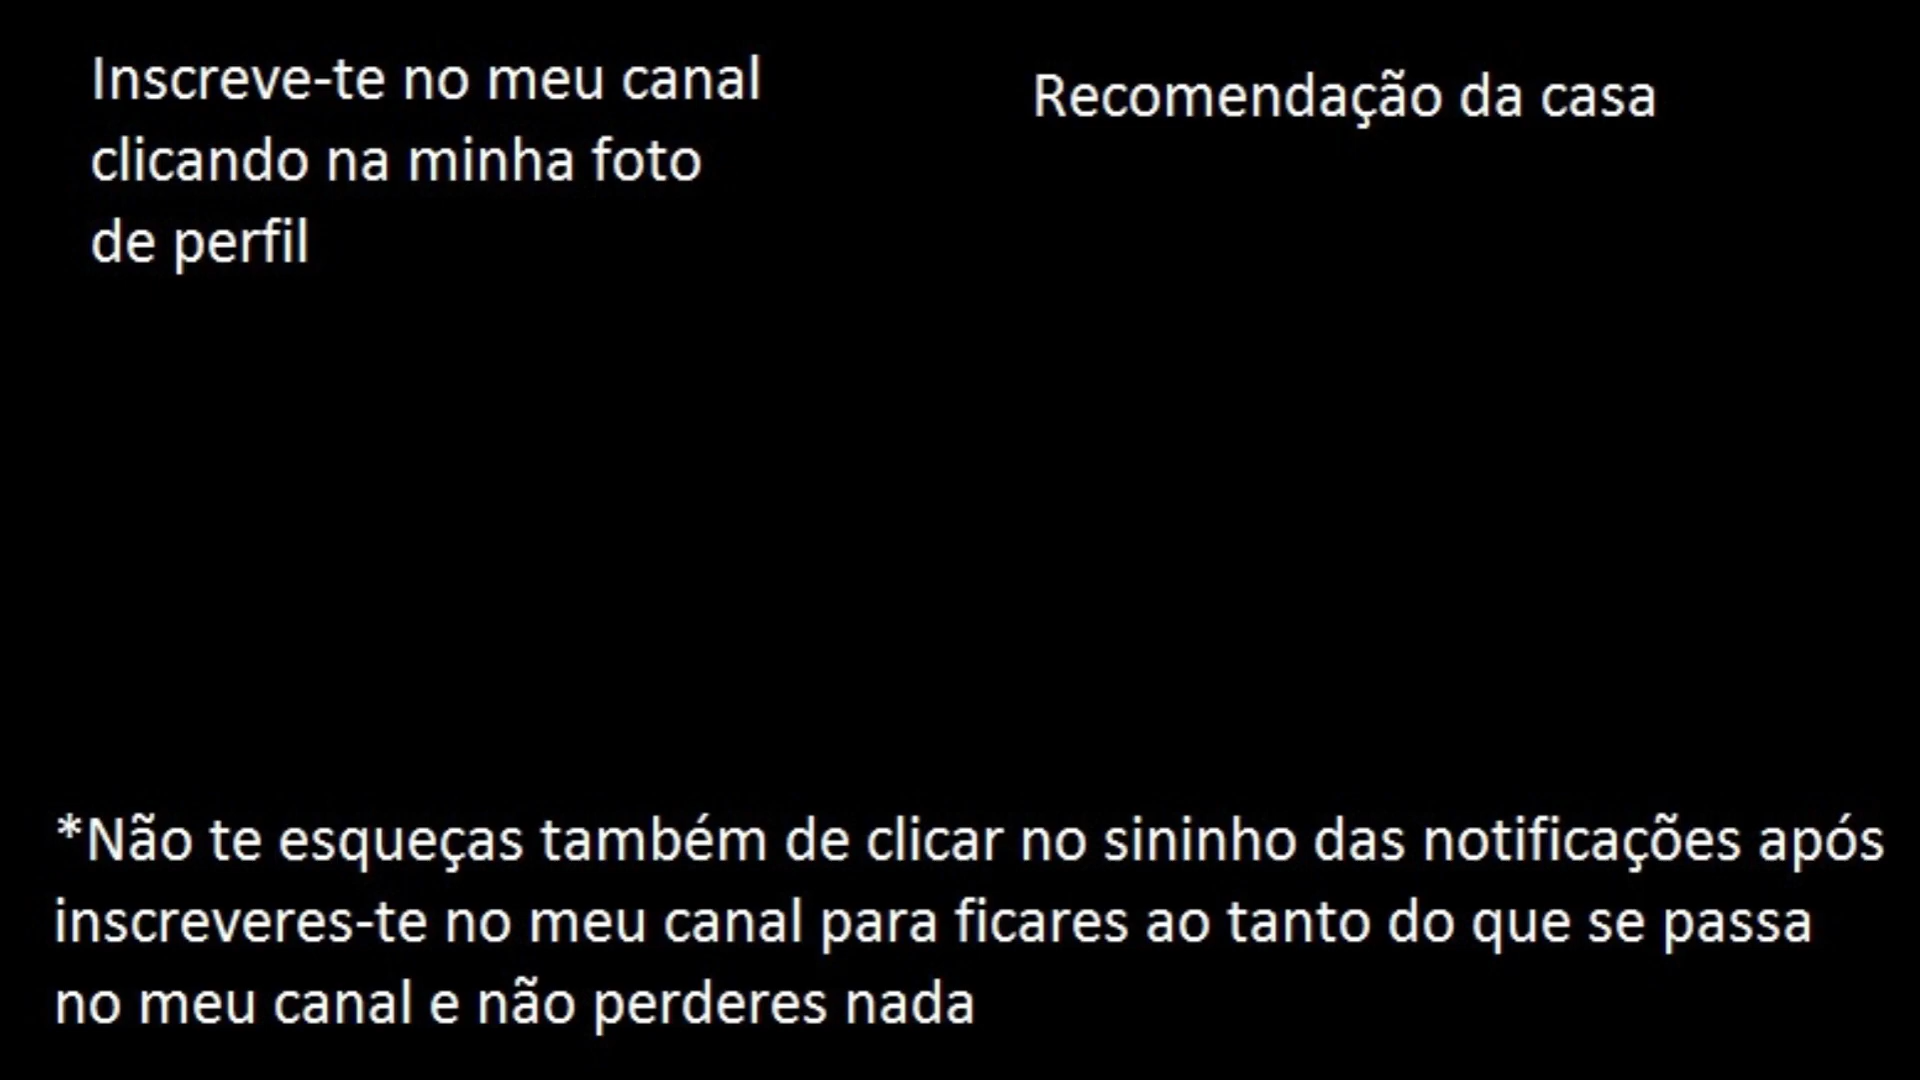 Inscreve-te no meu canal
clicando na minha foto
de perfil
Recomendação da casa
*Não te esqueças também de clicar no sininho das notificações após
inscreveres-te no meu canal para ficares ao tanto do que se passa
no meu canal e não perderes nada